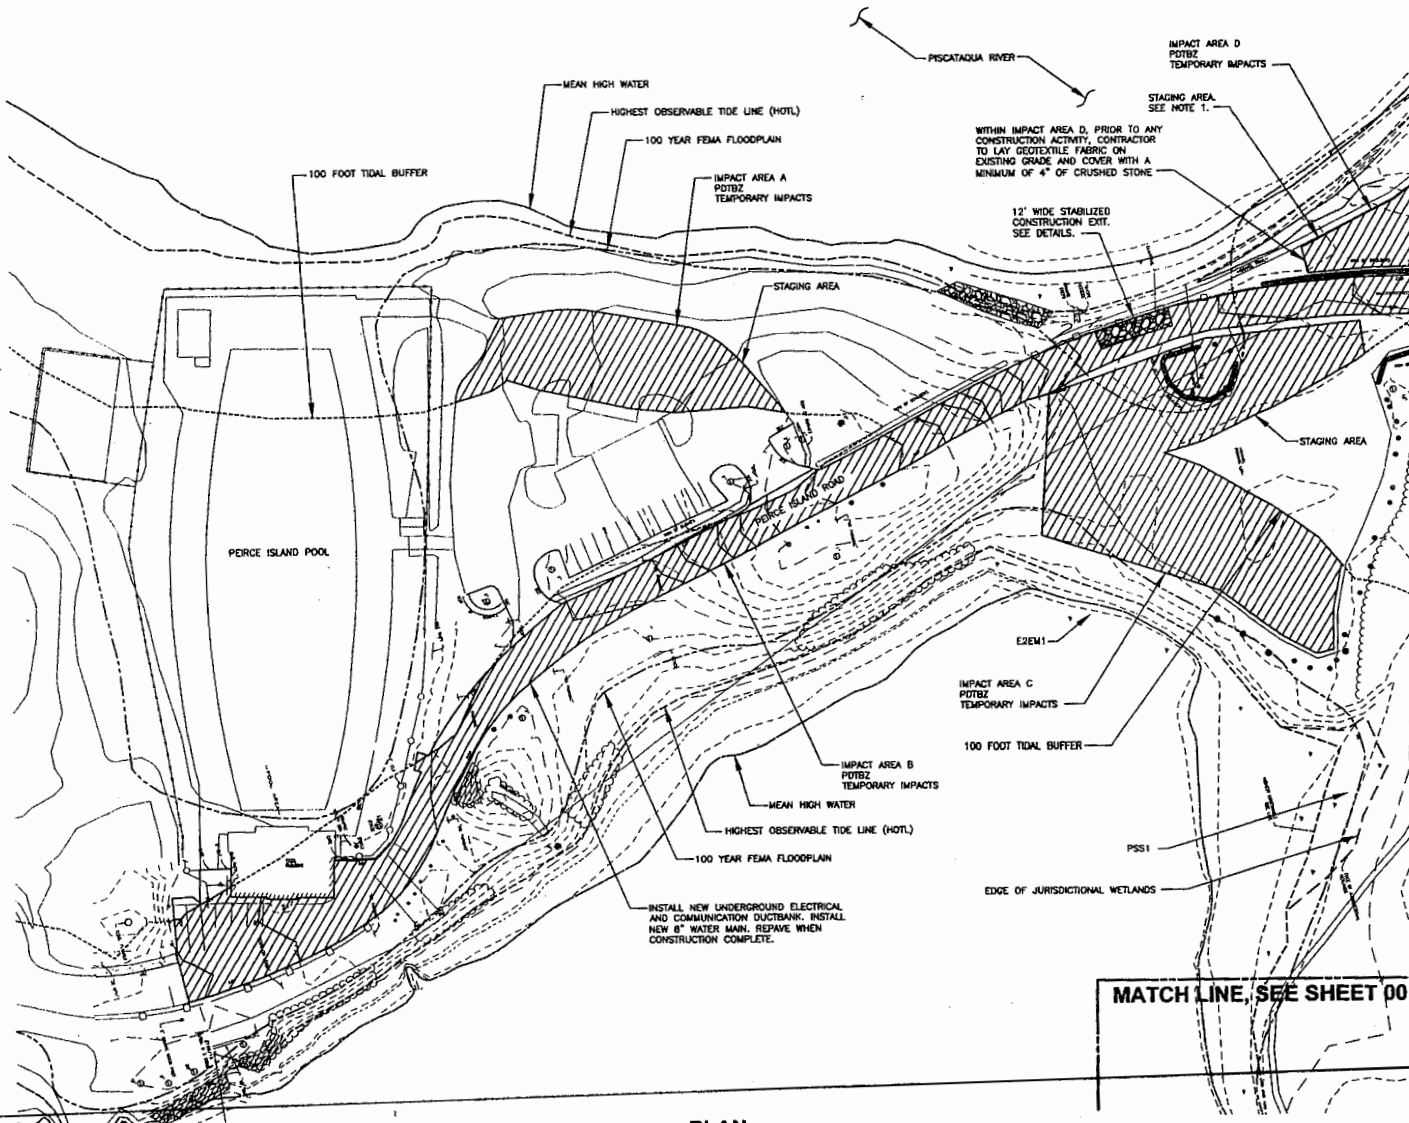 PISCATAQUA RIVER
IMPACT AREA D
PDTBZ
TEMPORARY IMPACTS
MEAN HIGH WATER
HIGHEST OBSERVABLE TIDE LINE (HOTL)
100 YEAR FEMA FLOODPLAIN
STAGING AREA.
SEE NOTE 1.
WITHIN IMPACT AREA D, PRIOR TO ANY
CONSTRUCTION ACTIVITY, CONTRACTOR
TO LAY GEOTEXTILE FABRIC ON
EXISTING GRADE AND COVER WITH A
MINIMUM OF 4" OF CRUSHED STONE
100 FOOT TIDAL BUFFER
IMPACT AREA A
PDTBZ
TEMPORARY IMPACTS
12' WIDE STABILIZED
CONSTRUCTION EXIT.
SEE DETAILS.
STAGING AREA
STAGING AREA
PEIRCE ISLAND ROAD
PEIRCE ISLAND POOL
E2EM1
IMPACT AREA C
PDTBZ
TEMPORARY IMPACTS
100 FOOT TIDAL BUFFER
IMPACT AREA B
PDTBZ
TEMPORARY IMPACTS
MEAN HIGH WATER
HIGHEST OBSERVABLE TIDE LINE (HOTL)
100 YEAR FEMA FLOODPLAIN
PSS1
EDGE OF JURISDICTIONAL WETLANDS
INSTALL NEW UNDERGROUND ELECTRICAL
AND COMMUNICATION DUCTBANK. INSTALL
NEW 8" WATER MAIN. REPAVE WHEN
CONSTRUCTION COMPLETE.
MATCH LINE, SEE SHEET 00
PLAN